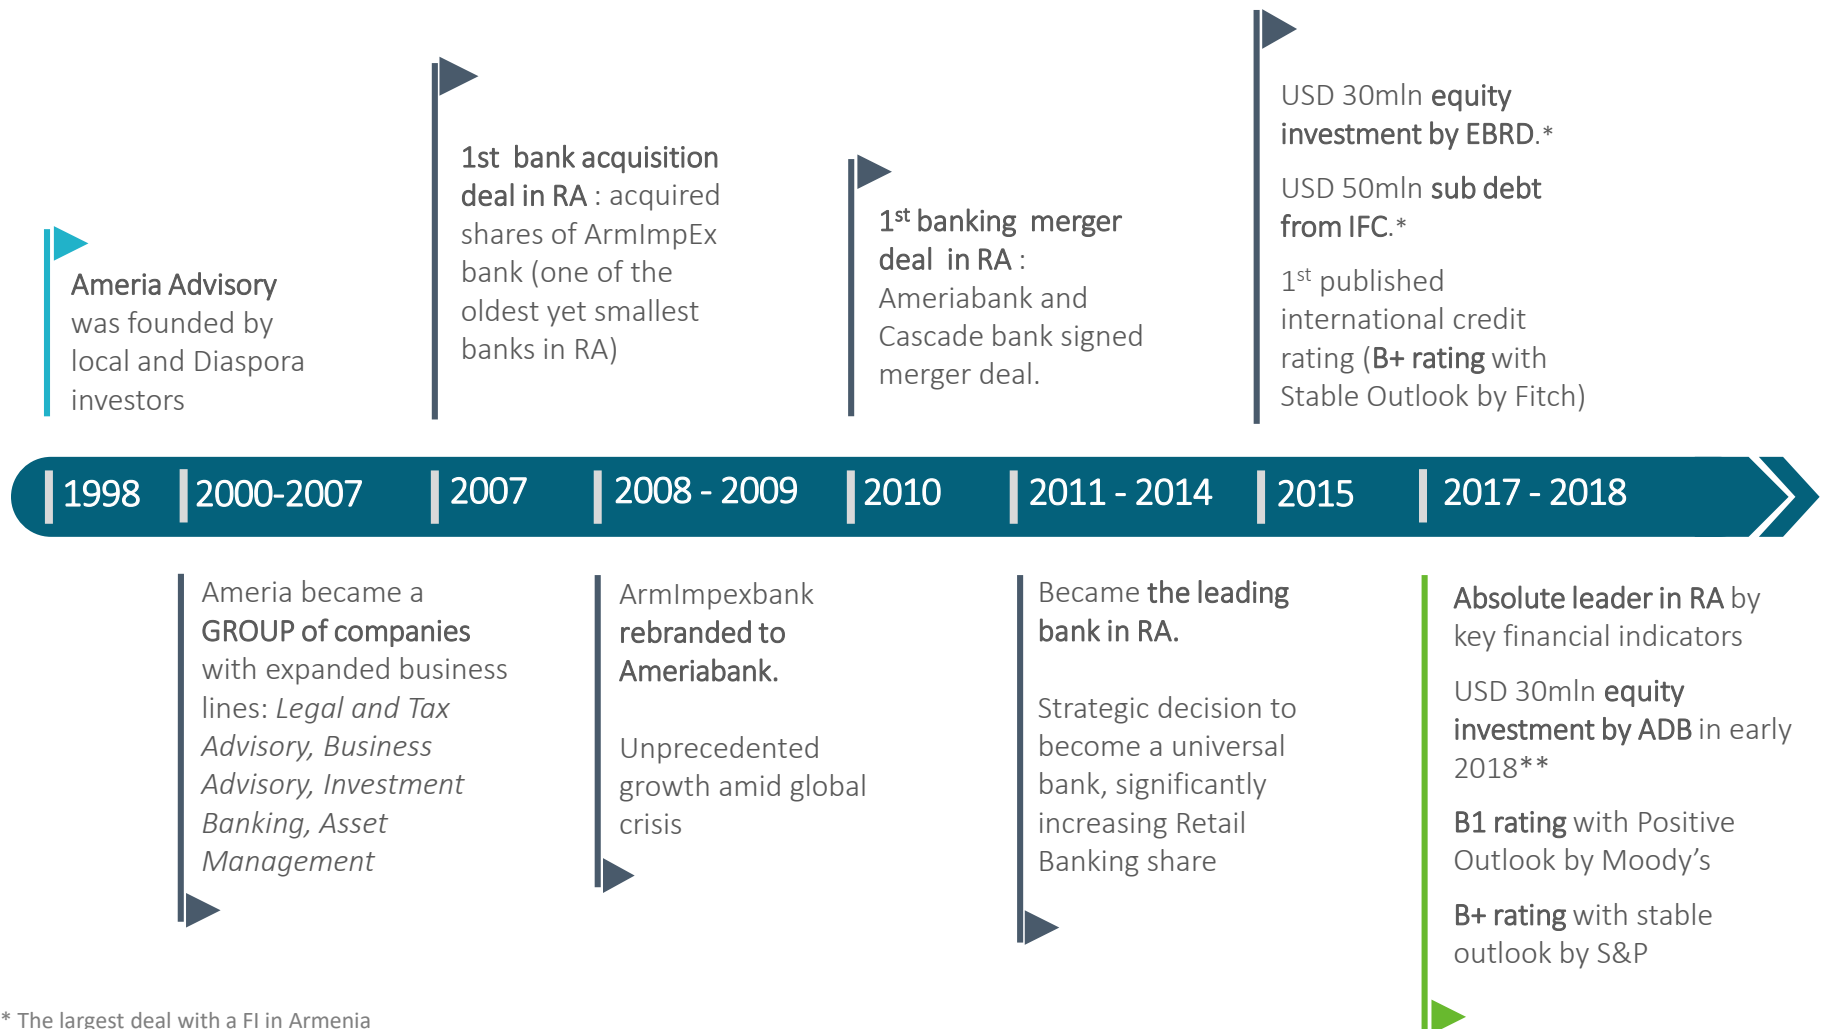 Ameria Advisory
was founded by
local and Diaspora
investors
1st bank acquisition
deal in RA : acquired
shares of ArmImpEx
bank (one of the
oldest yet smallest
banks in RA)
1st banking merger
deal in RA :
Ameriabank and
Cascade bank signed
merger deal.
USD 30mln equity
investment by EBRD.*
USD 50mln sub debt
from IFC.*
1st published
international credit
rating (B+ rating with
Stable Outlook by Fitch)
1998
2000-2007
2007
2008 - 2009
2010
2011 - 2014
2015
2017 - 2018
Ameria became a
GROUP of companies
with expanded business
lines: Legal and Tax
Advisory, Business
Advisory, Investment
Banking, Asset
Management
ArmImpexbank
rebranded to
Ameriabank.
Unprecedented
growth amid global
crisis
Became the leading
bank in RA.
Strategic decision to
become a universal
bank, significantly
increasing Retail
Banking share
Absolute leader in RA by
key financial indicators
USD 30mln equity
investment by ADB in early
2018**
B1 rating with Positive
Outlook by Moody’s
B+ rating with stable
outlook by S&P
* The largest deal with a FI in Armenia